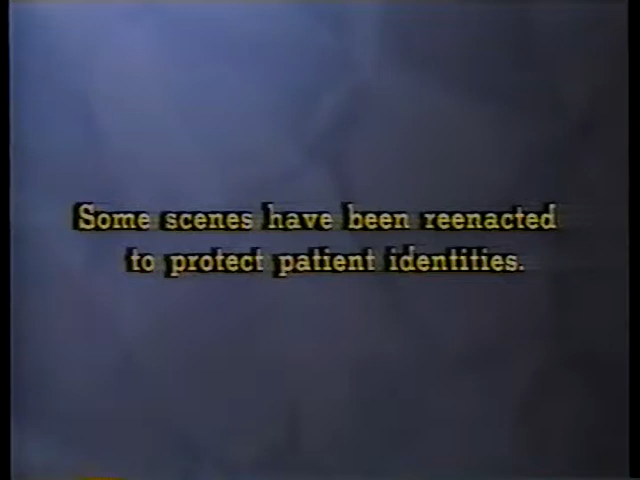 Some scenes have been reenacted
to protect patient identities.